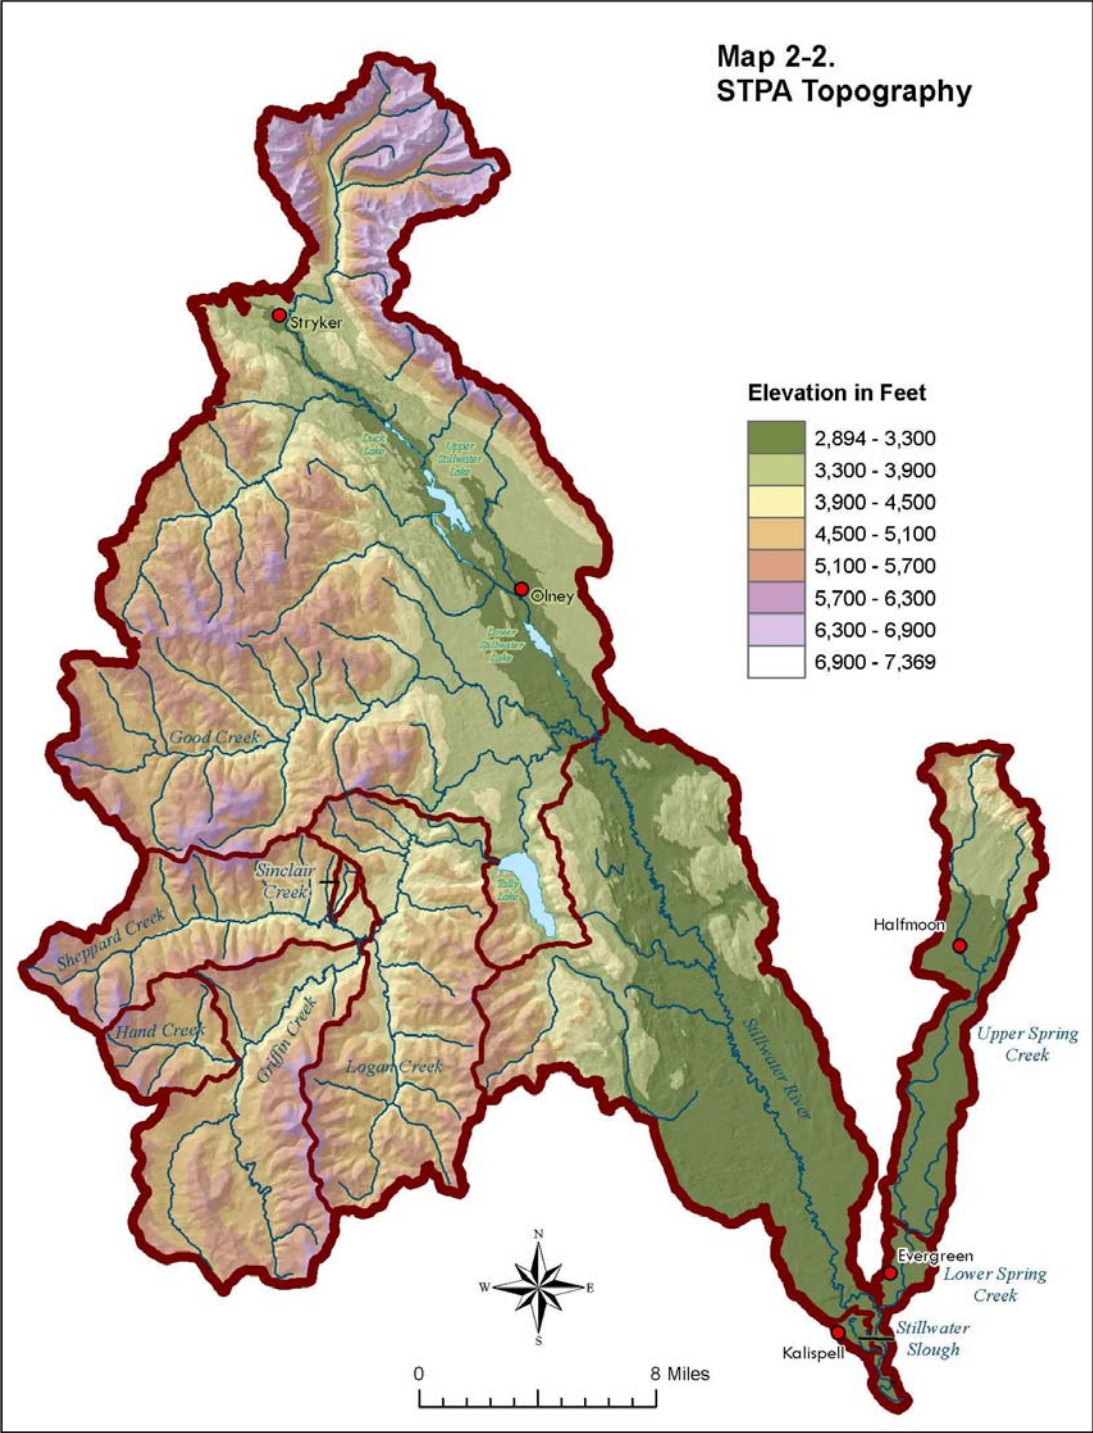 Map 2-2.
STPA Topography
Stryker
Elevation in Feet
2,894 - 3,300
3,300 - 3,900
3,900 - 4,500
4,500 - 5,100
5,100 - 5,700
5,700 - 6,300
6,300 - 6,900
6,900 - 7,369
Duck
Lake
Upper
Stillwater
Lake
Olney
Lower
Stillwater
Lake
Good Creek
Sinclair
Creek
Tally
Lake
Sheppard Creek
Halfmoon
Hand Creek
Griffin Creek
Logan Creek
Stillwater River
Upper Spring
Creek
Evergreen
Lower Spring
Creek
Stillwater
Slough
Kalispell
N
W
E
S
0
8 Miles